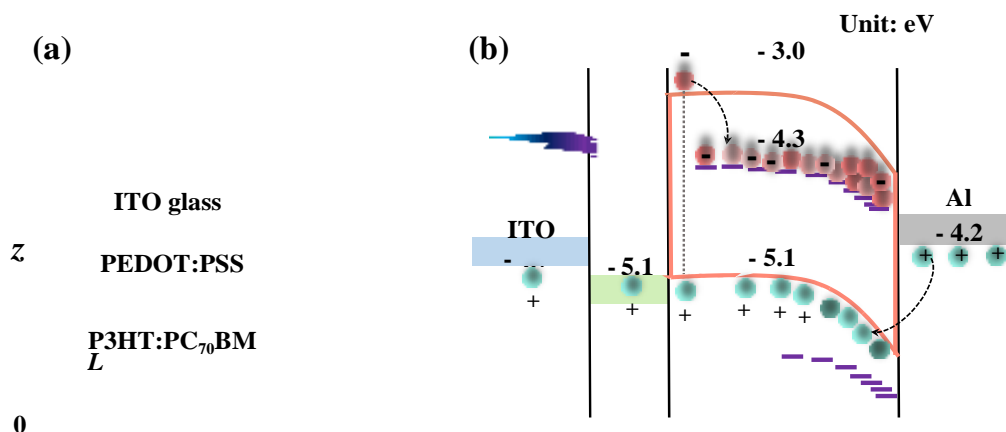 (a)
ITO glass
z
PEDOT:PSS
P3HT:PC₇₀BM
L
0
(b)
Unit: eV
-
- 3.0
- 4.3
- - - - -
ITO
-
+
- 5.1
+
- 5.1
+ + + +
Al
- 4.2
+ + +